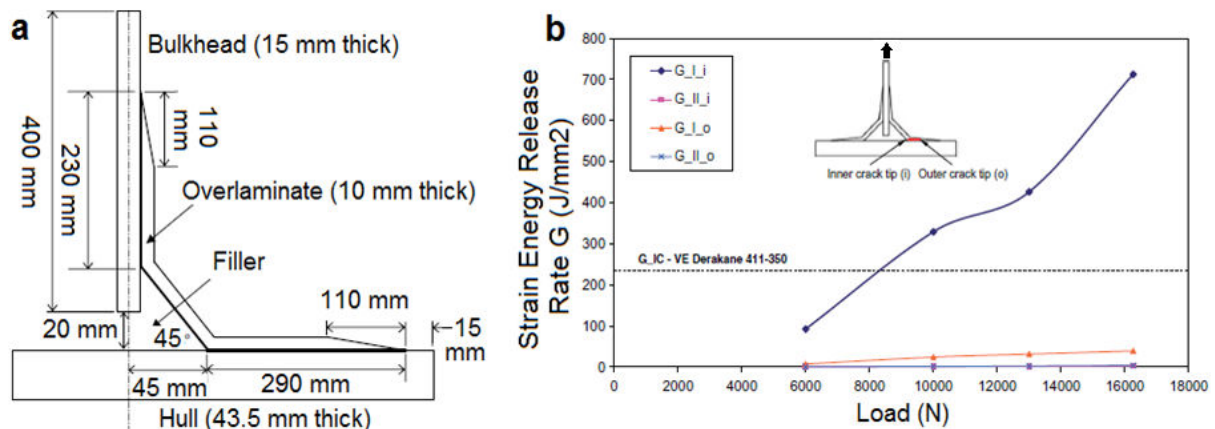 a
Bulkhead (15 mm thick)
400 mm
230 mm
110
mm
Overlaminate (10 mm thick)
Filler
110 mm
20 mm
45°
15
mm
45 mm
290 mm
Hull (43.5 mm thick)
b
Strain Energy Release
Rate G (J/mm2)
800
700
600
500
400
300
200
100
0
G_I_i
G_II_i
G_I_o
G_II_o
Inner crack tip (i)
Outer crack tip (o)
G_IC - VE Derakane 411-350
0
2000
4000
6000
8000
10000
12000
14000
16000
18000
Load (N)